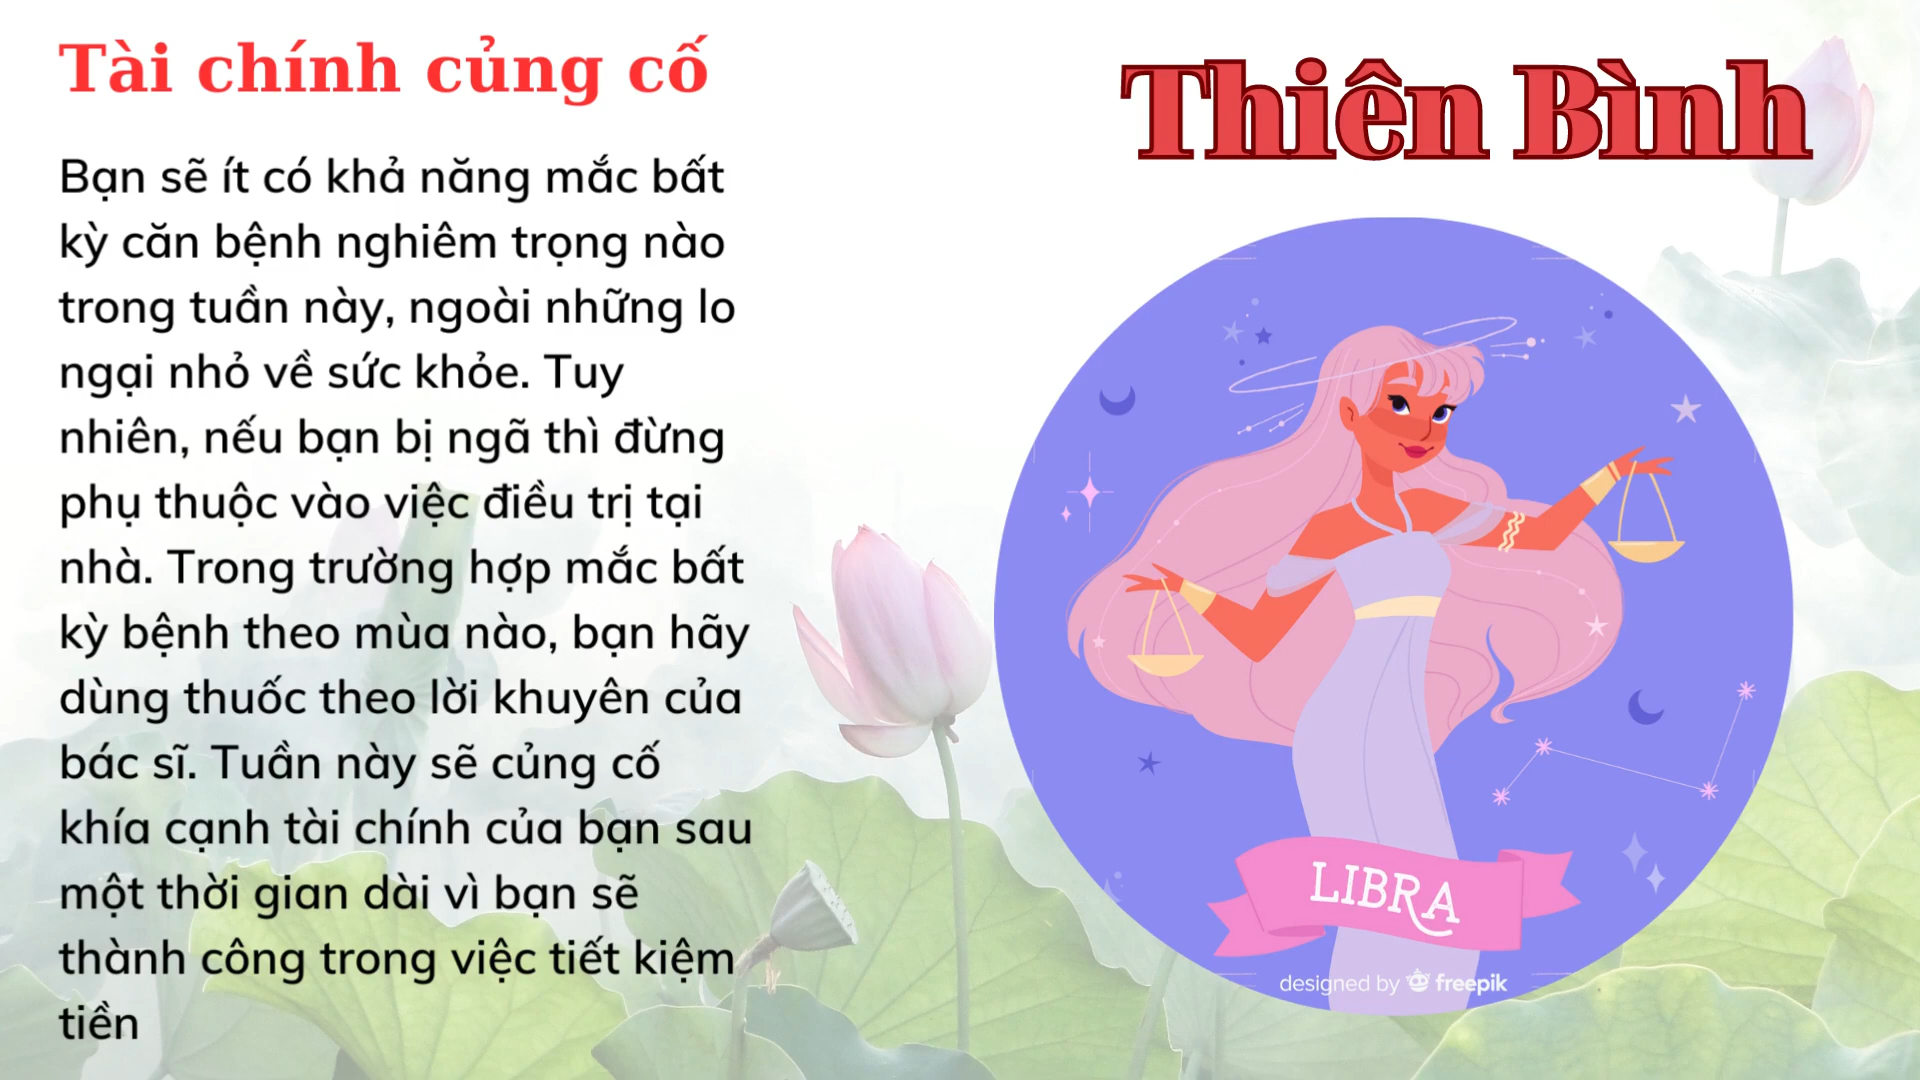 Tài chính củng cố
Bạn sẽ ít có khả năng mắc bất
kỳ căn bệnh nghiêm trọng nào
trong tuần này, ngoài những lo
ngại nhỏ về sức khỏe. Tuy
nhiên, nếu bạn bị ngã thì đừng
phụ thuộc vào việc điều trị tại
nhà. Trong trường hợp mắc bất
kỳ bệnh theo mùa nào, bạn hãy
dùng thuốc theo lời khuyên của
bác sĩ. Tuần này sẽ củng cố
khía cạnh tài chính của bạn sau
một thời gian dài vì bạn sẽ
thành công trong việc tiết kiệm
tiền
Thiên Bình
LIBRA
designed by freepik